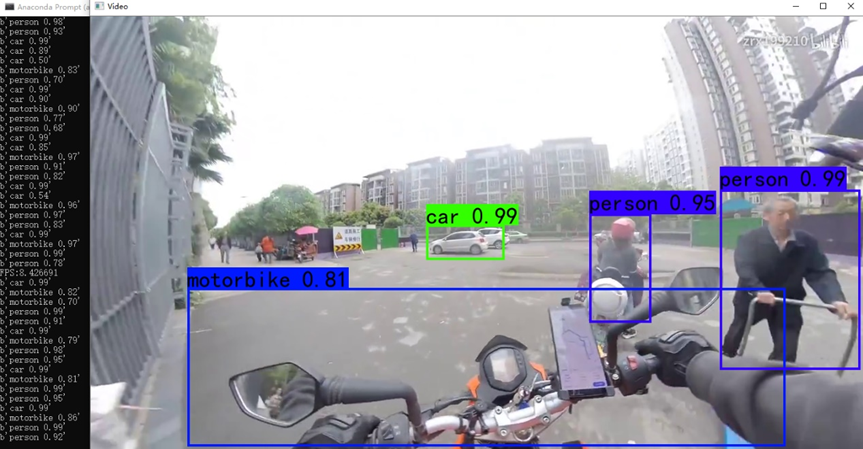 Anaconda Prompt (a
b'person 0.98'
b'person 0.93'
b'car 0.99'
b'car 0.89'
b'car 0.50'
b'motorbike 0.83'
b'person 0.70'
b'car 0.99'
b'car 0.90'
b'motorbike 0.90'
b'person 0.77'
b'person 0.68'
b'car 0.99'
b'car 0.85'
b'motorbike 0.97'
b'person 0.91'
b'person 0.82'
b'car 0.99'
b'car 0.54'
b'motorbike 0.96'
b'person 0.97'
b'person 0.83'
b'car 0.99'
b'motorbike 0.97'
b'person 0.99'
b'person 0.78'
FPS:8.426691
b'car 0.99'
b'motorbike 0.82'
b'person 0.70'
b'person 0.99'
b'person 0.91'
b'car 0.99'
b'motorbike 0.79'
b'person 0.98'
b'person 0.95'
b'car 0.99'
b'motorbike 0.81'
b'person 0.99'
b'person 0.95'
b'car 0.99'
b'motorbike 0.86'
b'person 0.99'
b'person 0.92'
Video
bilibili
person 0.99
person 0.95
car 0.99
motorbike 0.81